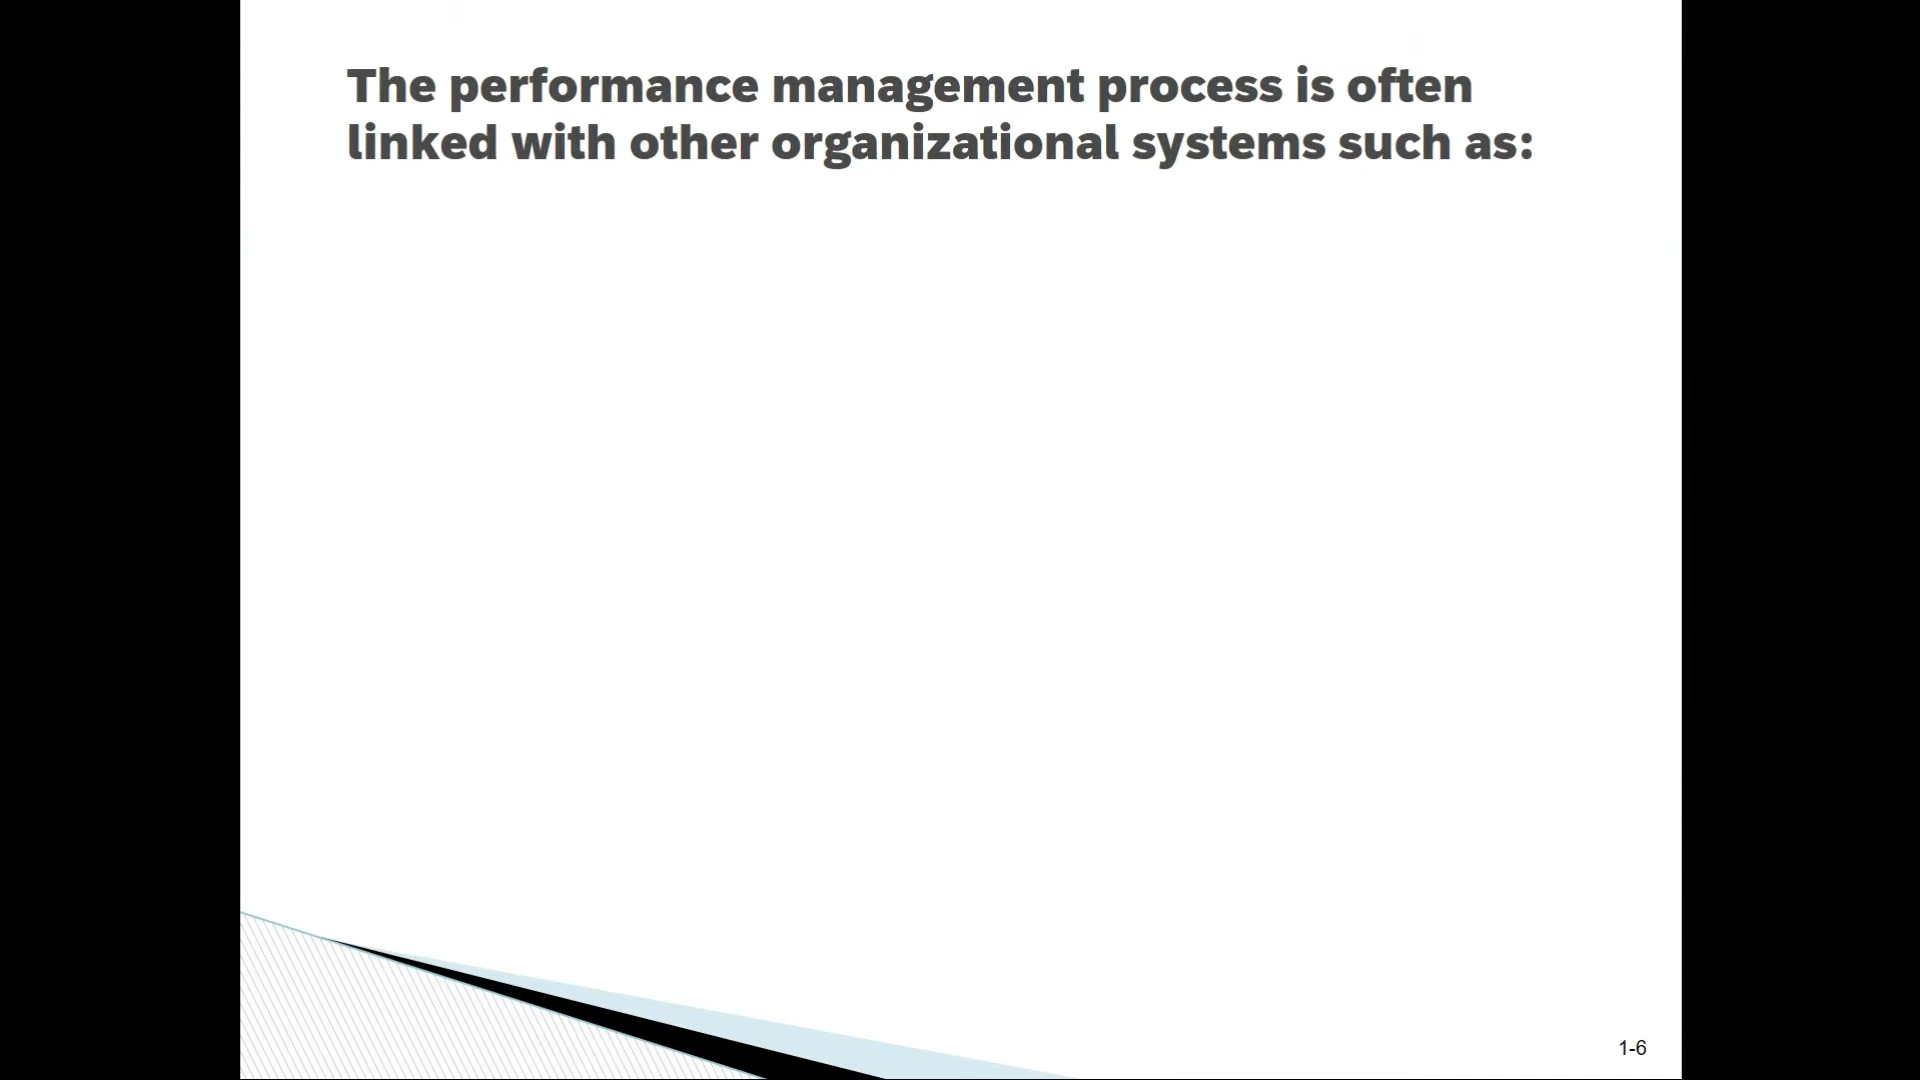 The performance management process is often
linked with other organizational systems such as:
1-6